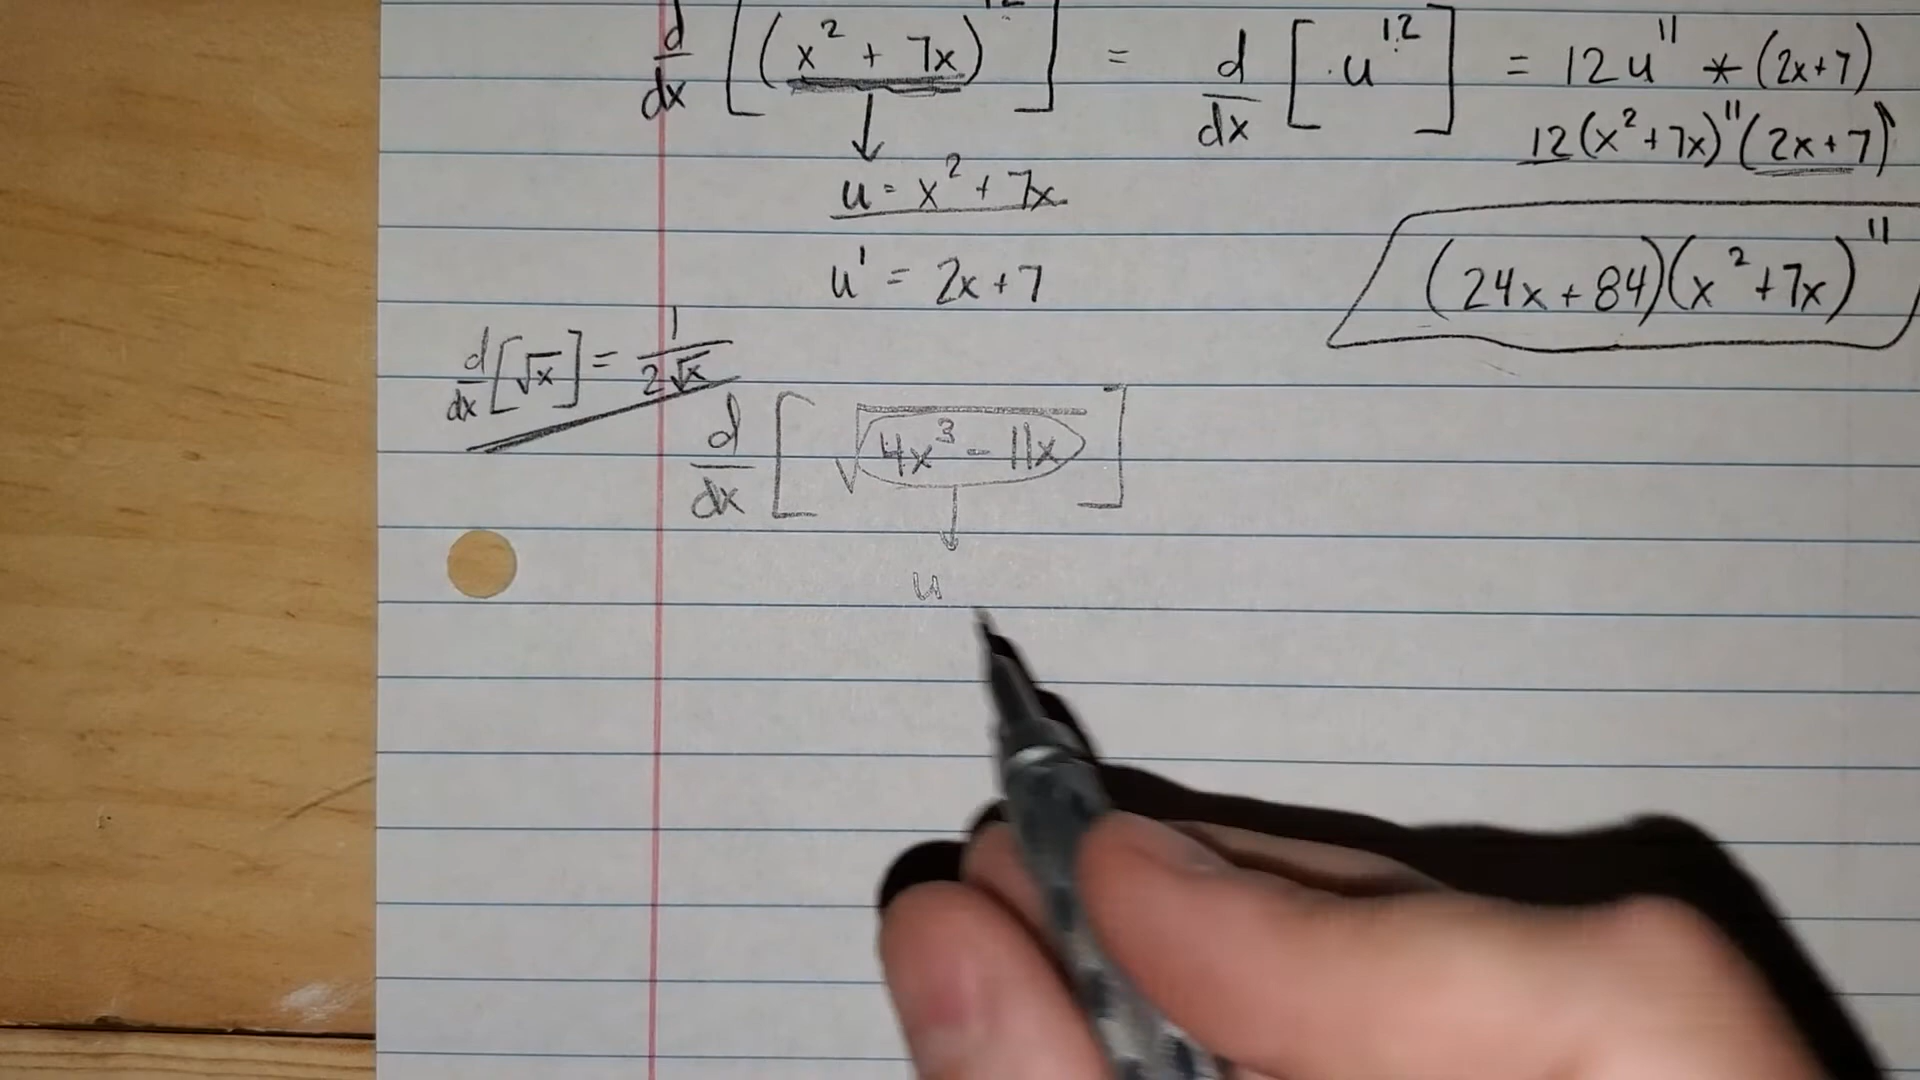 d/dx [(x² + 7x)¹²] = d/dx [u¹²] = 12u¹¹ * (2x+7)
12(x²+7x)¹¹(2x+7)
u = x² + 7x
u' = 2x+7
(24x+84)(x²+7x)¹¹
d/dx [√x] = 1/2√x
d/dx [√4x³ - 11x]
u